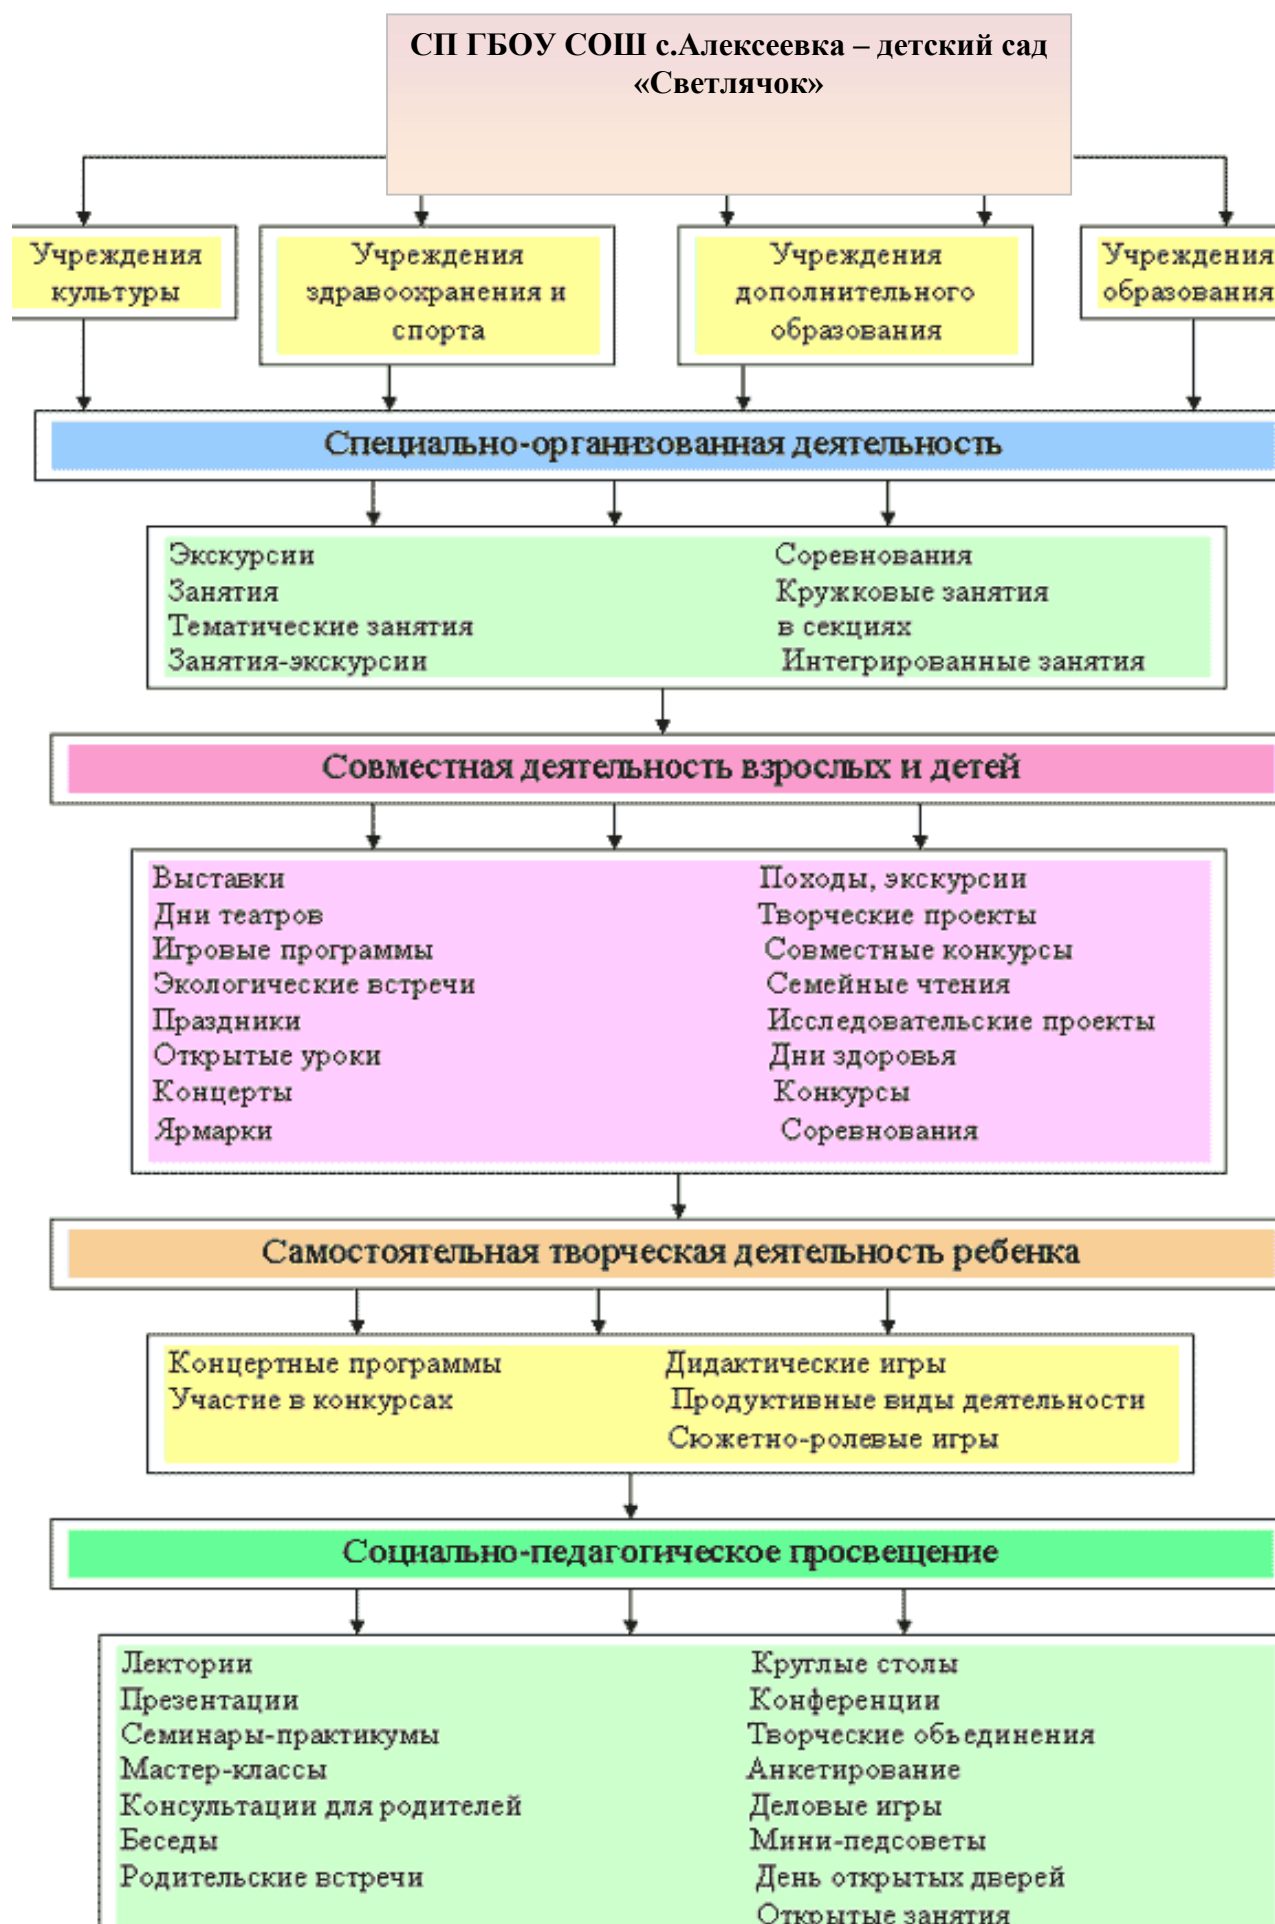 СП ГБОУ СОШ с.Алексеевка – детский сад
«Светлячок»
Учреждения
культуры
Учреждения
здравоохранения и
спорта
Учреждения
дополнительного
образования
Учреждения
образования
Специально-организованная деятельность
Экскурсии
Занятия
Тематические занятия
Занятия-экскурсии
Соревнования
Кружковые занятия
в секциях
Интегрированные занятия
Совместная деятельность взрослых и детей
Выставки
Дни театров
Игровые программы
Экологические встречи
Праздники
Открытые уроки
Концерты
Ярмарки
Походы, экскурсии
Творческие проекты
Совместные конкурсы
Семейные чтения
Исследовательские проекты
Дни здоровья
Конкурсы
Соревнования
Самостоятельная творческая деятельность ребенка
Концертные программы
Участие в конкурсах
Дидактические игры
Продуктивные виды деятельности
Сюжетно-ролевые игры
Социально-педагогическое просвещение
Лектории
Презентации
Семинары-практикумы
Мастер-классы
Консультации для родителей
Беседы
Родительские встречи
Круглые столы
Конференции
Творческие обьединения
Анкетирование
Деловые игры
Мини-педсоветы
День открытых дверей
Открытые занятия